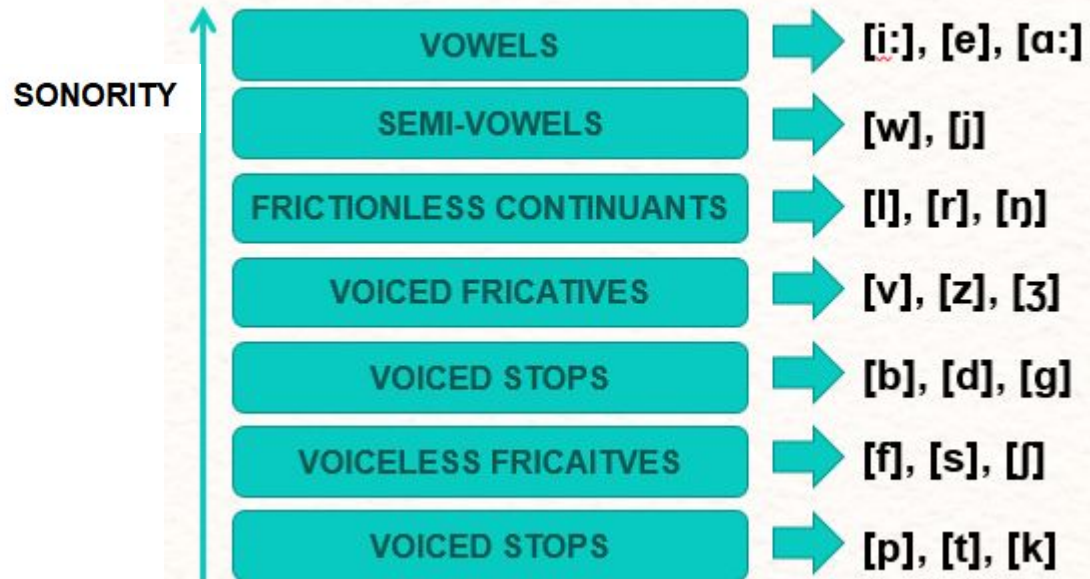 VOWELS [i:], [e], [ɑ:]
SONORITY
SEMI-VOWELS [w], [j]
FRICTIONLESS CONTINUANTS [l], [r], [ŋ]
VOICED FRICATIVES [v], [z], [ʒ]
VOICED STOPS [b], [d], [g]
VOICELESS FRICAITVES [f], [s], [ʃ]
VOICED STOPS [p], [t], [k]